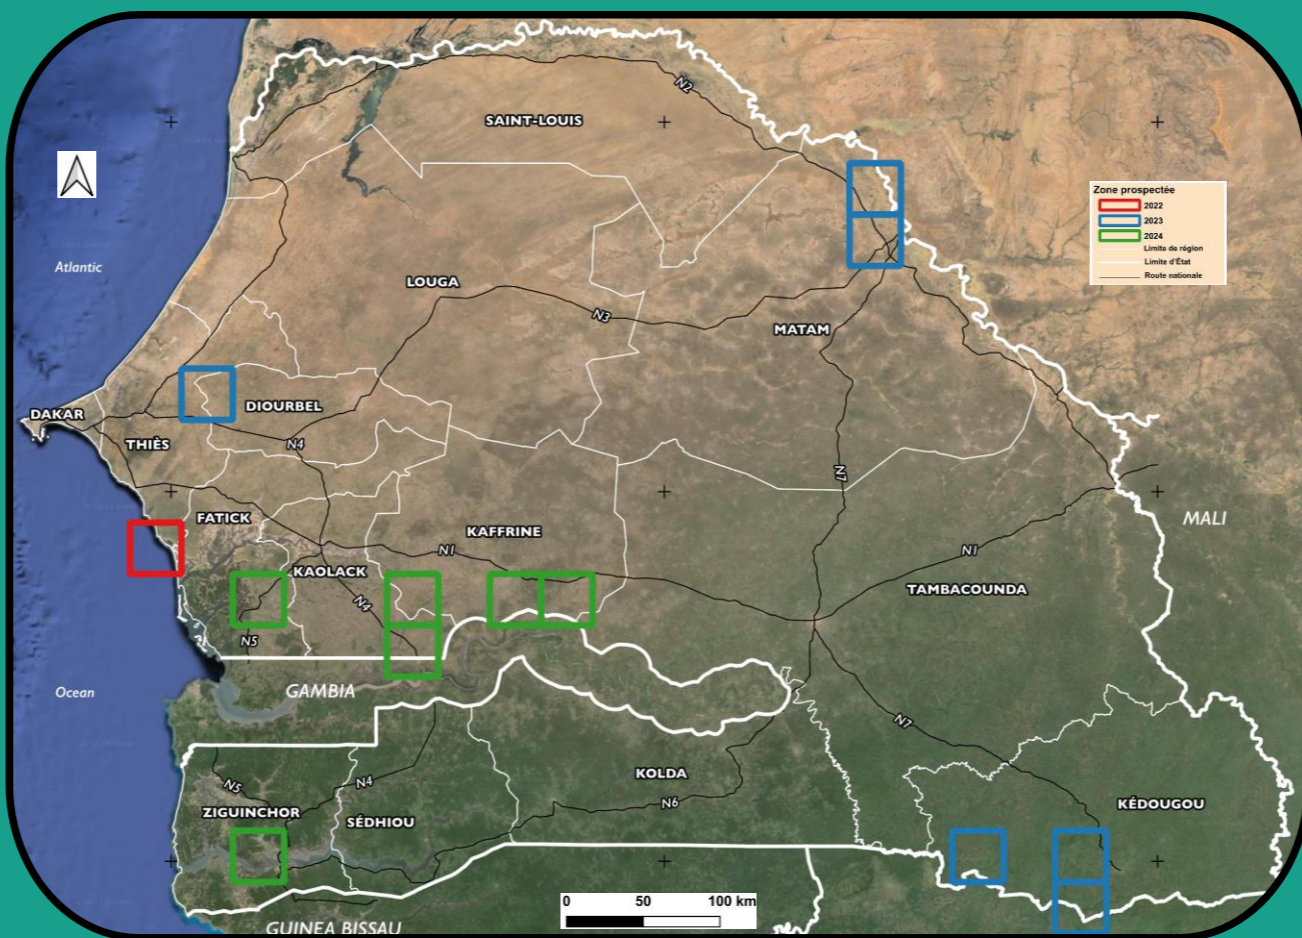 N2
SAINT-LOUIS
Zone prospectée
2022
2023
2024
Limite de région
Limite d'État
Route nationale
Atlantic
LOUGA
N3
MATAM
DAKAR
DIOURBEL
THIÈS
N4
N7
FATICK
KAFFRINE
MALI
N1
N1
KAOLACK
TAMBACOUNDA
N4
N5
Ocean
GAMBIA
N7
KOLDA
N5
N4
KÉDOUGOU
ZIGUINCHOR
SÉDHIOU
N6
0 50 100 km
GUINEA BISSAU